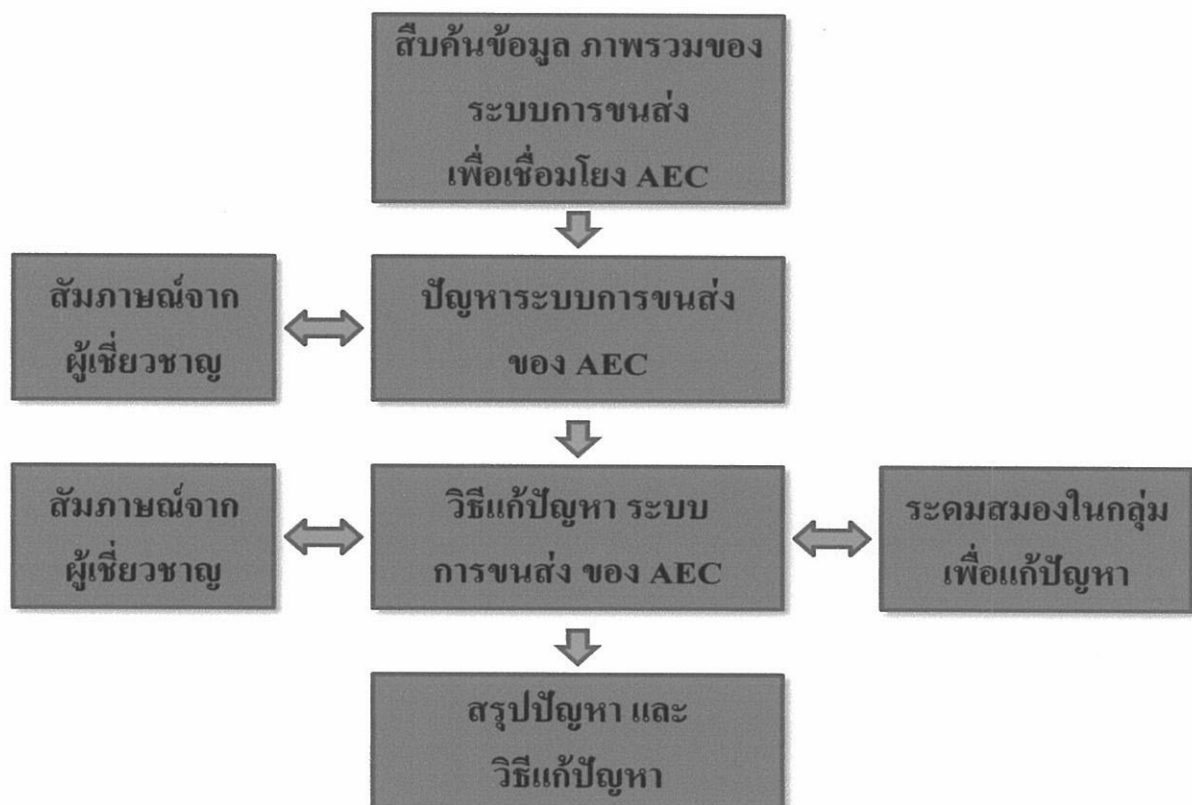 สืบค้นข้อมูล ภาพรวมของ
ระบบการขนส่ง
เพื่อเชื่อมโยง AEC
สัมภาษณ์จาก
ผู้เชี่ยวชาญ
ปัญหาระบบการขนส่ง
ของ AEC
สัมภาษณ์จาก
ผู้เชี่ยวชาญ
วิธีแก้ปัญหา ระบบ
การขนส่ง ของ AEC
ระดมสมองในกลุ่ม
เพื่อแก้ปัญหา
สรุปปัญหา และ
วิธีแก้ปัญหา